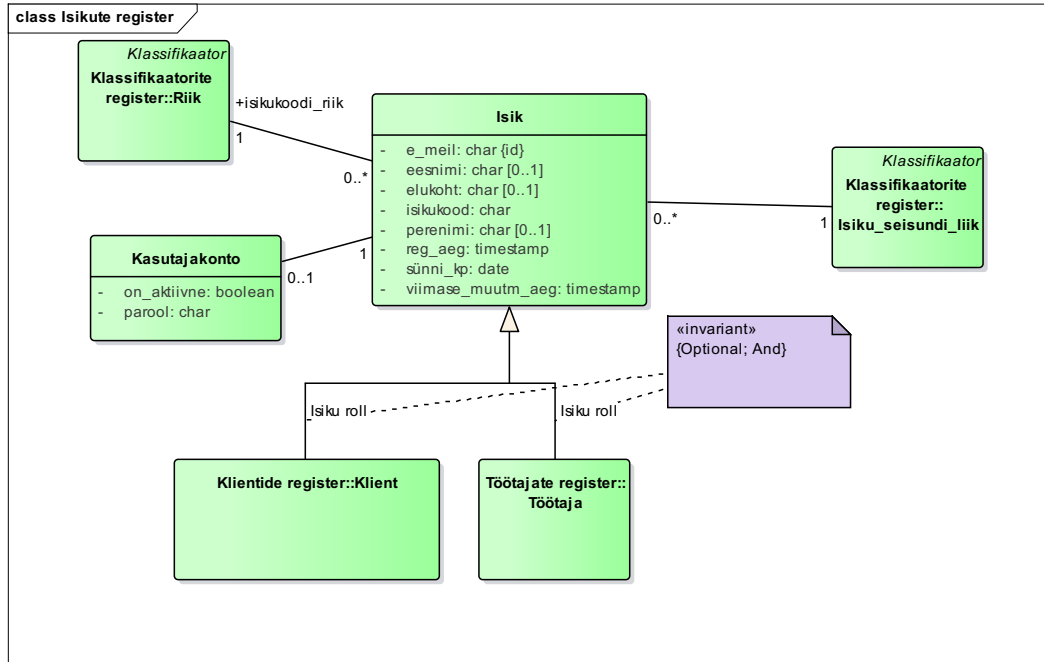 class Isikute register
Klassifikaator
Klassifikaatorite
register::Riik
+isikukoodi_riik
1
0..*
Isik
- e_meil: char {id}
- eesnimi: char [0..1]
- elukoht: char [0..1]
- isikukood: char
- perenimi: char [0..1]
- reg_aeg: timestamp
- sünni_kp: date
- viimase_muutm_aeg: timestamp
Klassifikaator
Klassifikaatorite
register::
Isiku_seisundi_liik
0..*
1
Kasutajakonto
- on_aktiivne: boolean
- parool: char
0..1
1
«invariant»
{Optional; And}
Isiku roll
Isiku roll
Klientide register::Klient
Töötajate register::
Töötaja